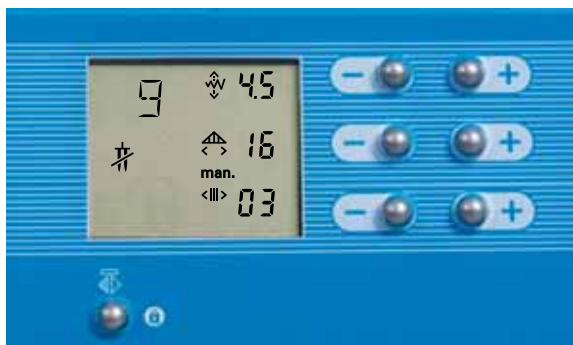 9 4.5 - +
16 - +
man.
03 - +